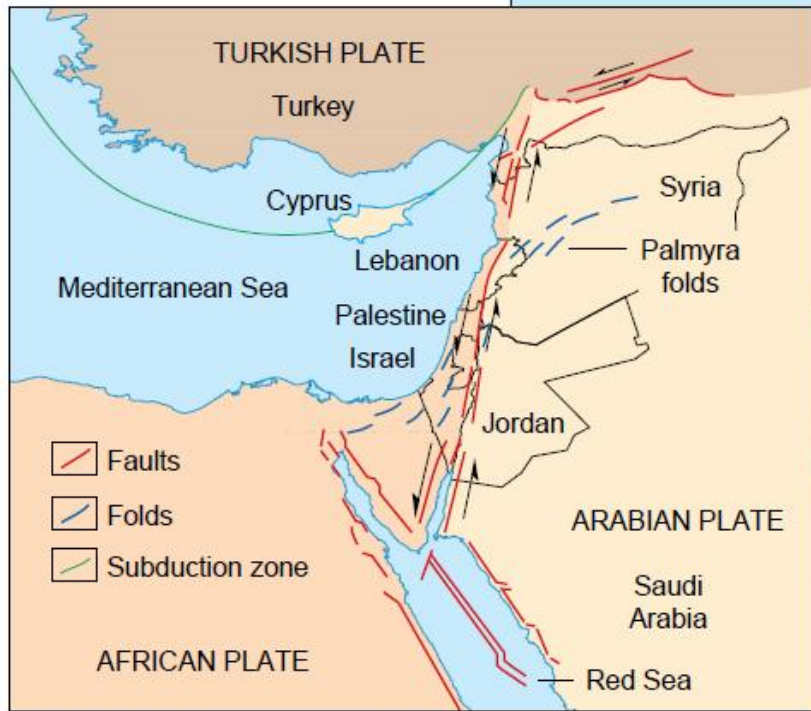 TURKISH PLATE
Turkey
Cyprus
Syria
Lebanon
Palmyra
folds
Mediterranean Sea
Palestine
Israel
Jordan
Faults
Folds
Subduction zone
ARABIAN PLATE
Saudi
Arabia
AFRICAN PLATE
Red Sea